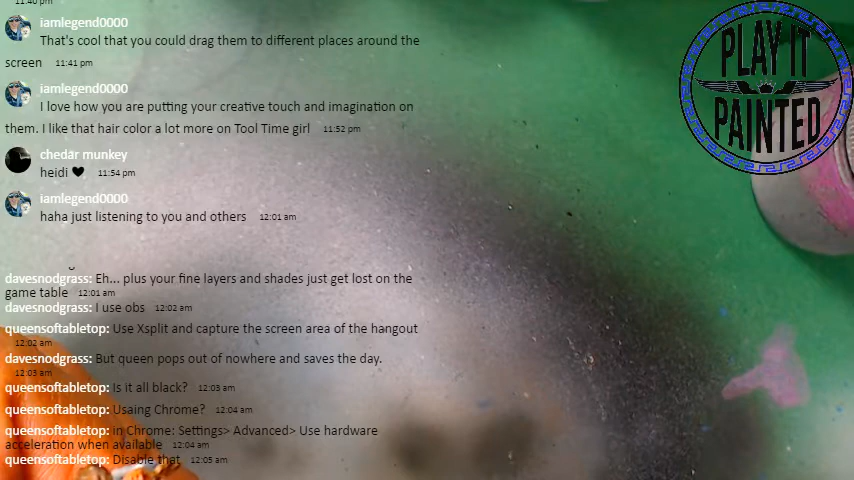 11:40 pm
iamlegend0000
That's cool that you could drag them to different places around the
screen 11:41 pm
iamlegend0000
I love how you are putting your creative touch and imagination on
them. I like that hair color a lot more on Tool Time girl 11:52 pm
chedar munkey
heidi ♥ 11:54 pm
iamlegend0000
haha just listening to you and others 12:01 am
davesnodgrass: Eh... plus your fine layers and shades just get lost on the
game table 12:01 am
davesnodgrass: I use obs 12:02 am
queensoftabletop: Use Xsplit and capture the screen area of the hangout
12:02 am
davesnodgrass: But queen pops out of nowhere and saves the day.
12:03 am
queensoftabletop: Is it all black? 12:03 am
queensoftabletop: Usaing Chrome? 12:04 am
queensoftabletop: in Chrome: Settings> Advanced> Use hardware
acceleration when available 12:04 am
queensoftabletop: Disable that 12:05 am
PLAY IT
PAINTED